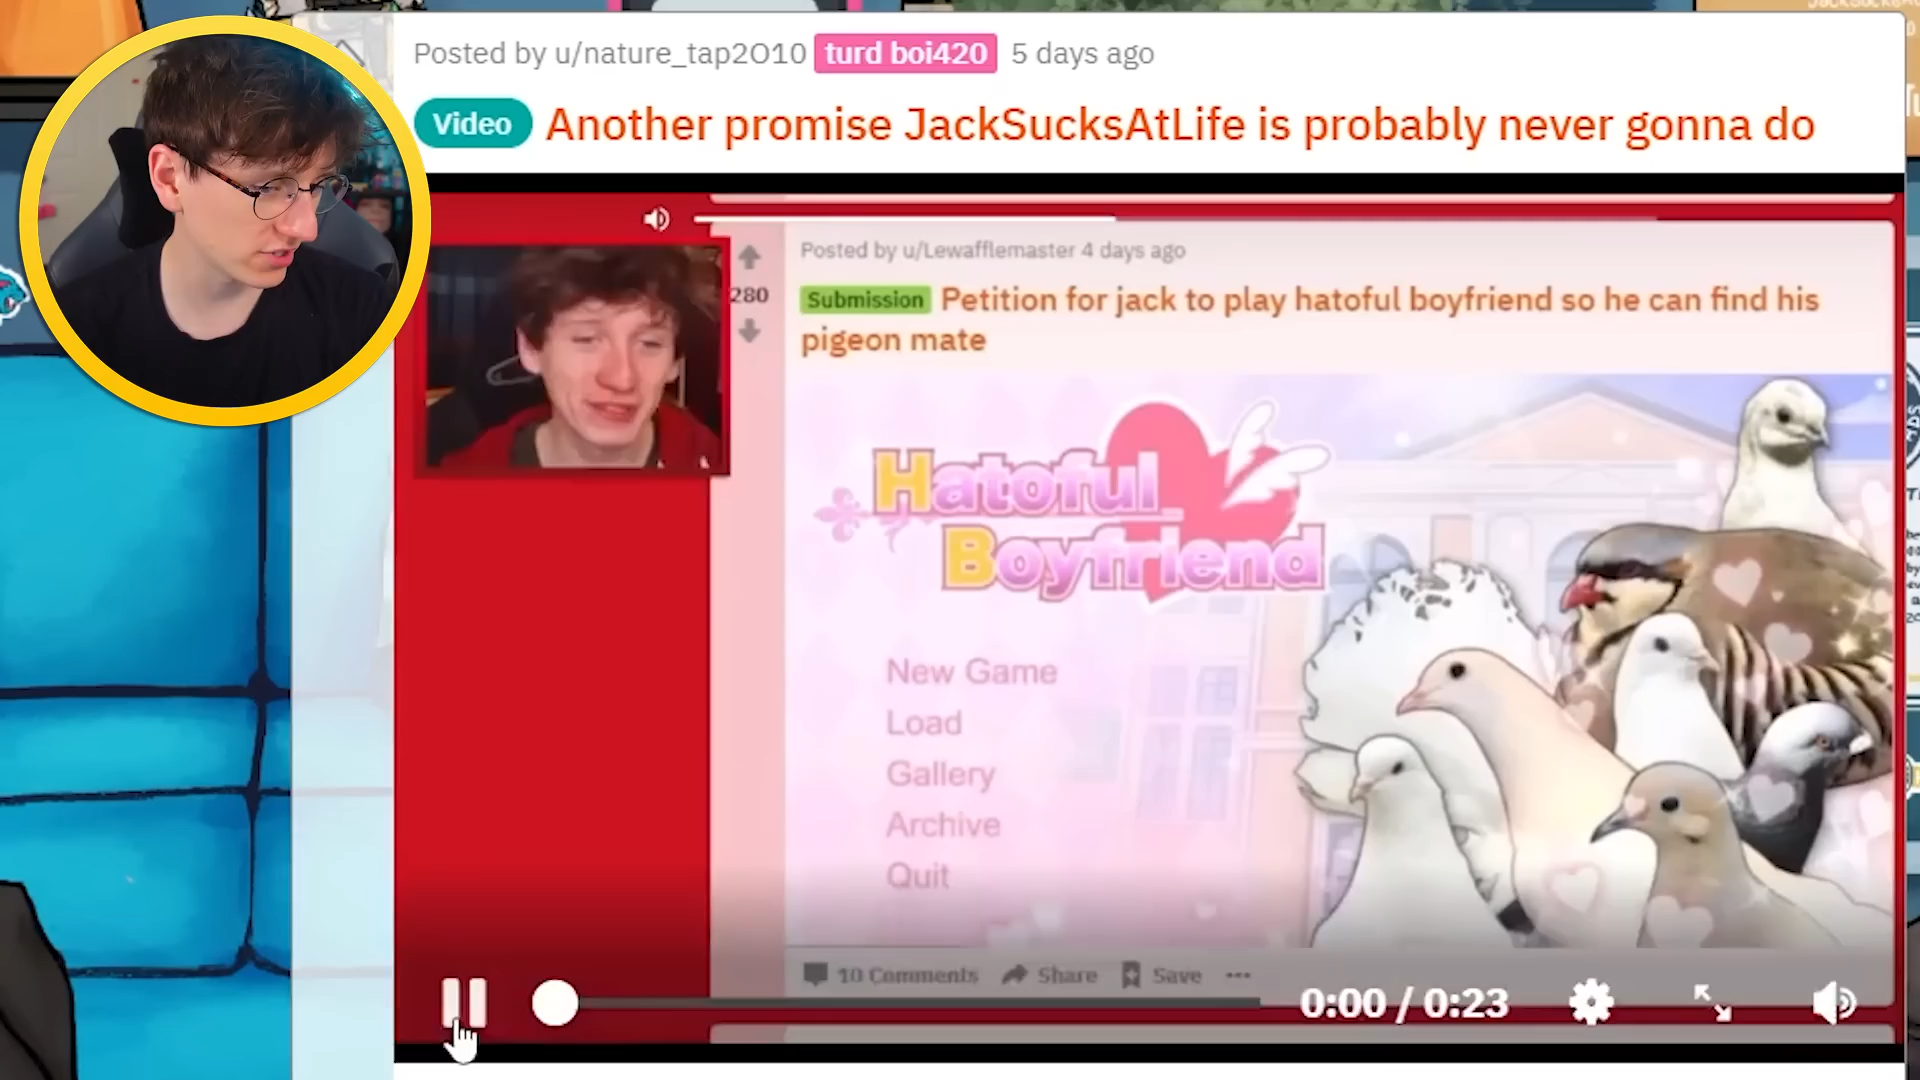 Posted by u/nature_tap2010 turd boi420 5 days ago
Video Another promise JackSucksAtLife is probably never gonna do
Posted by u/Lewafflemaster 4 days ago
280
Submission Petition for jack to play hatoful boyfriend so he can find his
pigeon mate
Hatoful
Boyfriend
New Game
Load
Gallery
Archive
Quit
10 Comments Share Save ...
0:00 / 0:23